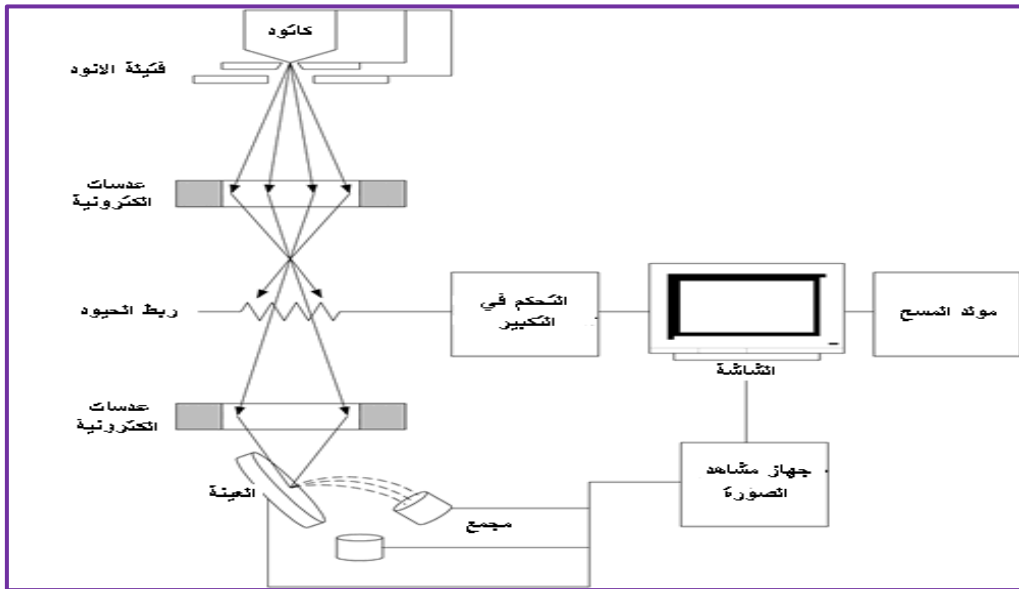 كاثود
فتيئة الانود
عدسات
الكترونية
ربط الحيود
التحكم في
التكبير
الشاشة
مولد المسح
عدسات
الكترونية
العينة
مجمع
جهاز مشاهد
الصورة